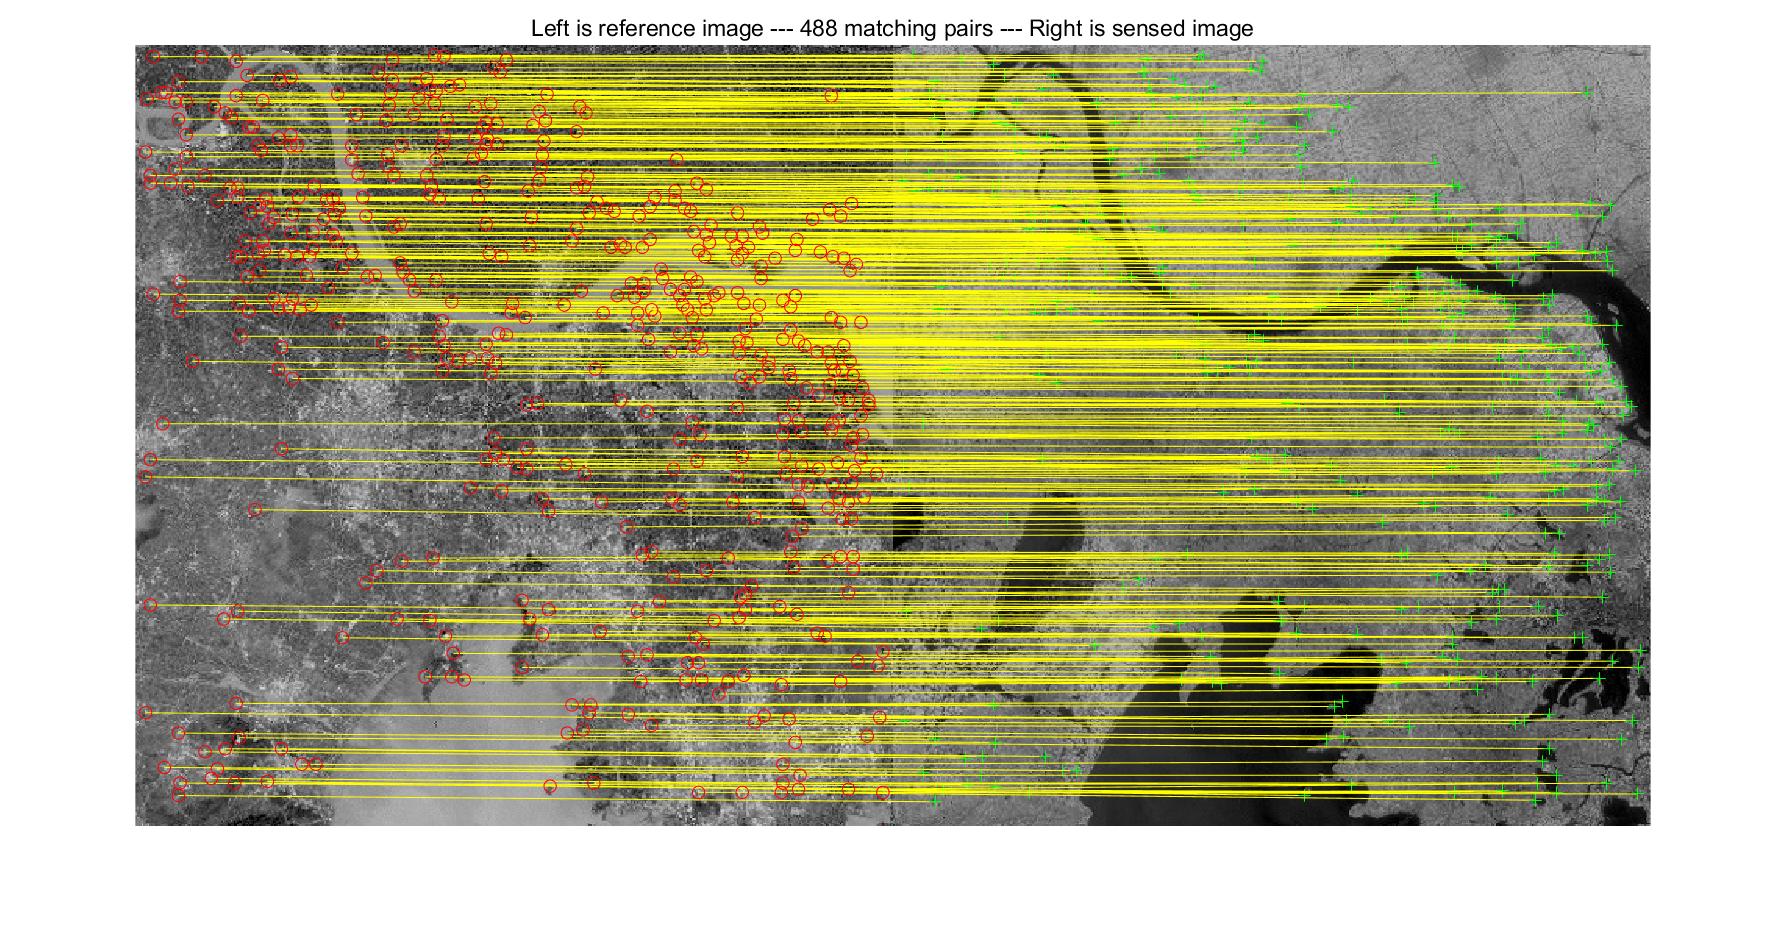 Left is reference image --- 488 matching pairs --- Right is sensed image